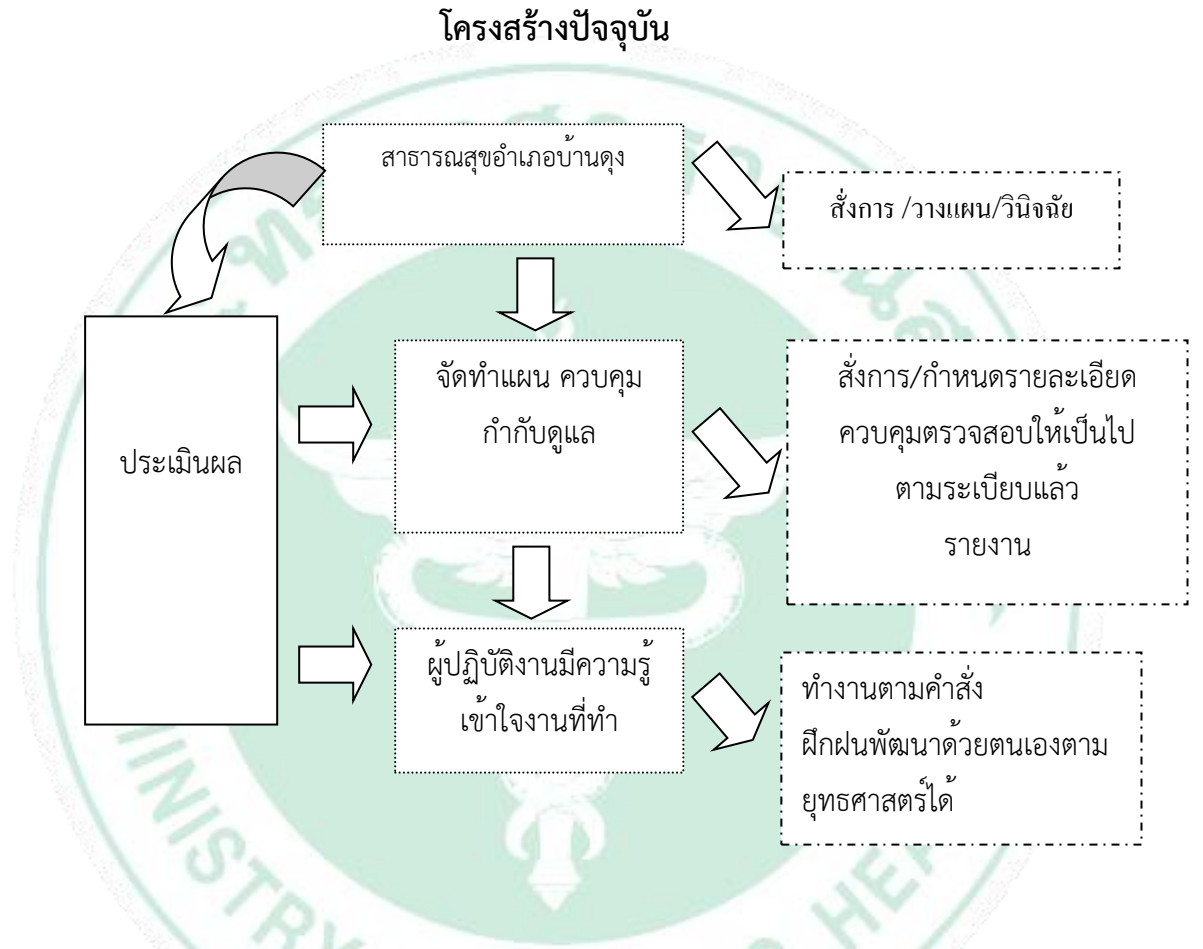 โครงสร้างปัจจุบัน
สาธารณสุขอำเภอบ้านดุง
สั่งการ /วางแผน/วินิจฉัย
ประเมินผล
จัดทำแผน ควบคุม
กำกับดูแล
สั่งการ/กำหนดรายละเอียด
ควบคุมตรวจสอบให้เป็นไป
ตามระเบียบแล้ว
รายงาน
ผู้ปฏิบัติงานมีความรู้
เข้าใจงานที่ทำ
ทำงานตามคำสั่ง
ฝึกฝนพัฒนาด้วยตนเองตาม
ยุทธศาสตร์ได้